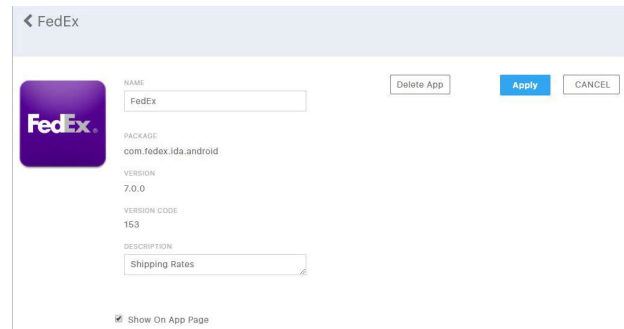 FedEx
NAME
Delete App
Apply
CANCEL
FedEx
FedEx®
PACKAGE
com.fedex.ida.android
VERSION
7.0.0
VERSION CODE
153
DESCRIPTION
Shipping Rates
Show On App Page